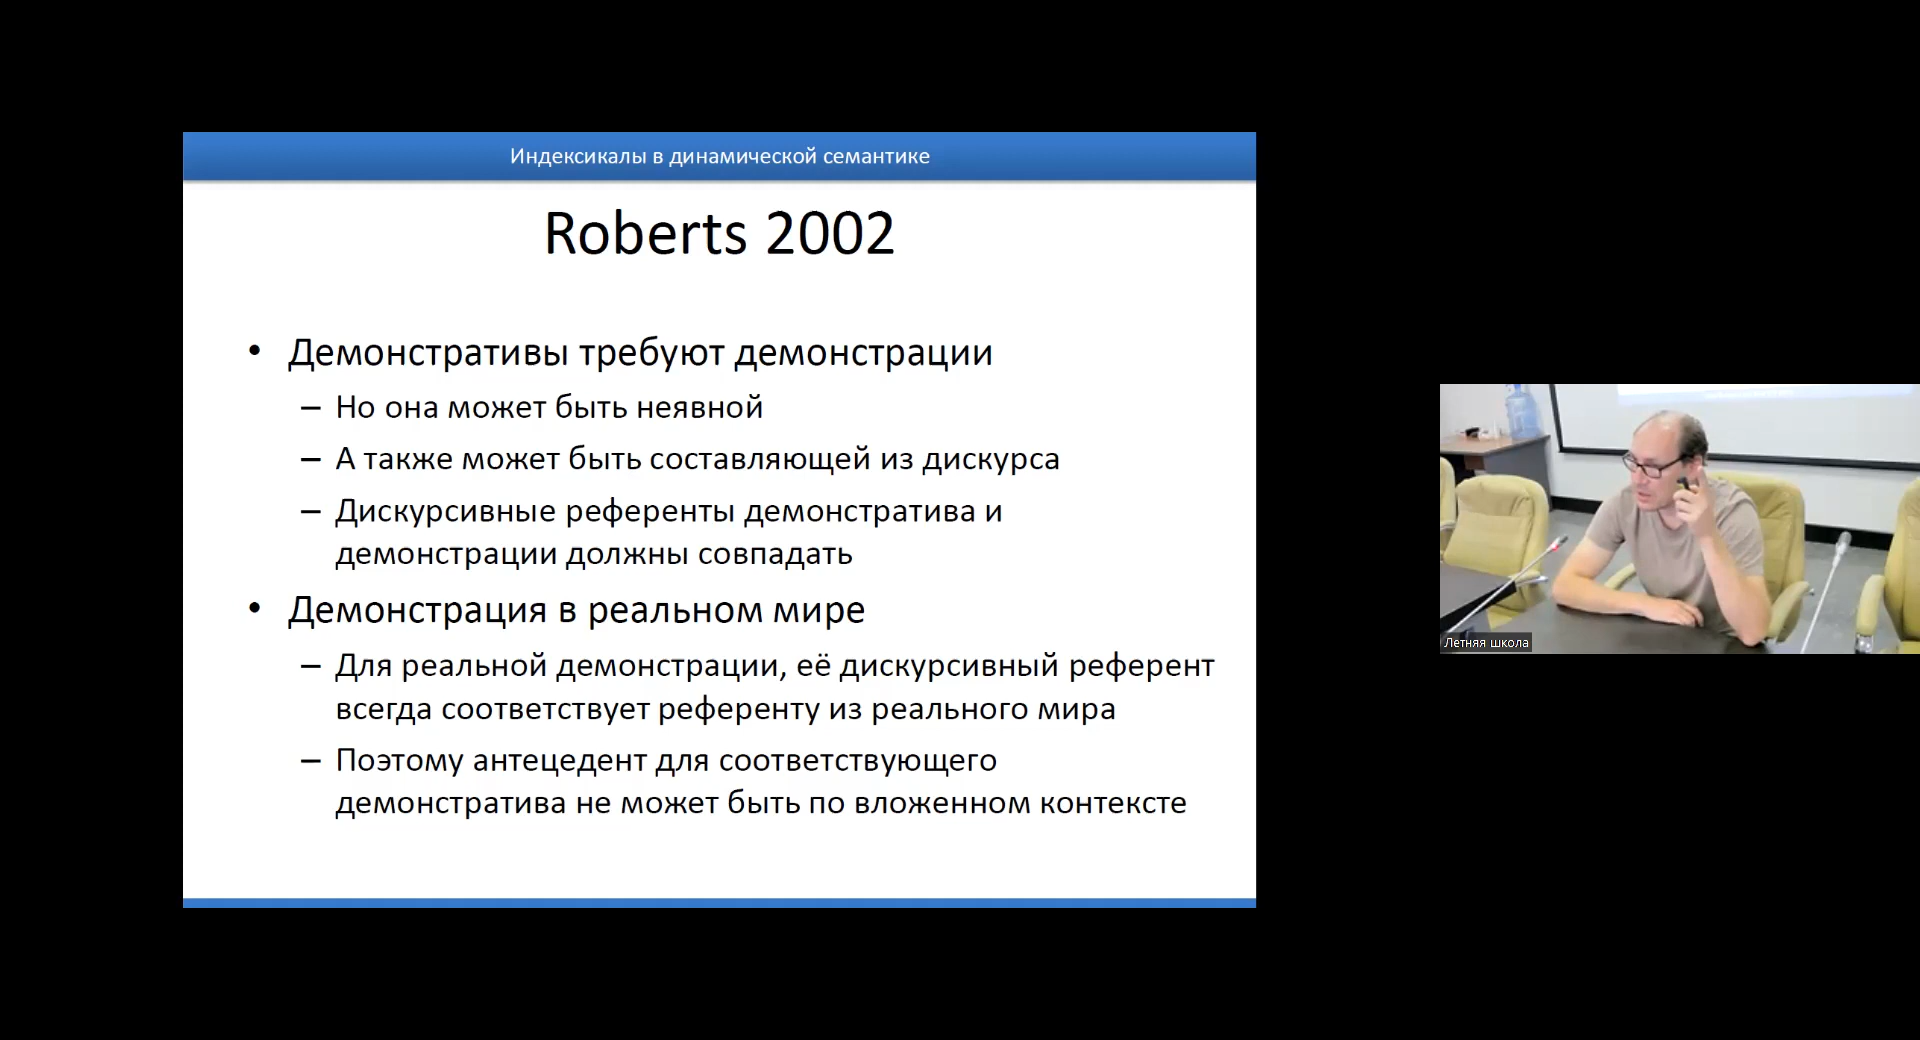 Индексикалы в динамической семантике
Roberts 2002
• Демонстративы требуют демонстрации
– Но она может быть неявной
– А также может быть составляющей из дискурса
– Дискурсивные референты демонстратива и
демонстрации должны совпадать
• Демонстрация в реальном мире
– Для реальной демонстрации, её дискурсивный референт
всегда соответствует референту из реального мира
– Поэтому антецедент для соответствующего
демонстратива не может быть по вложенном контексте
Летняя школа